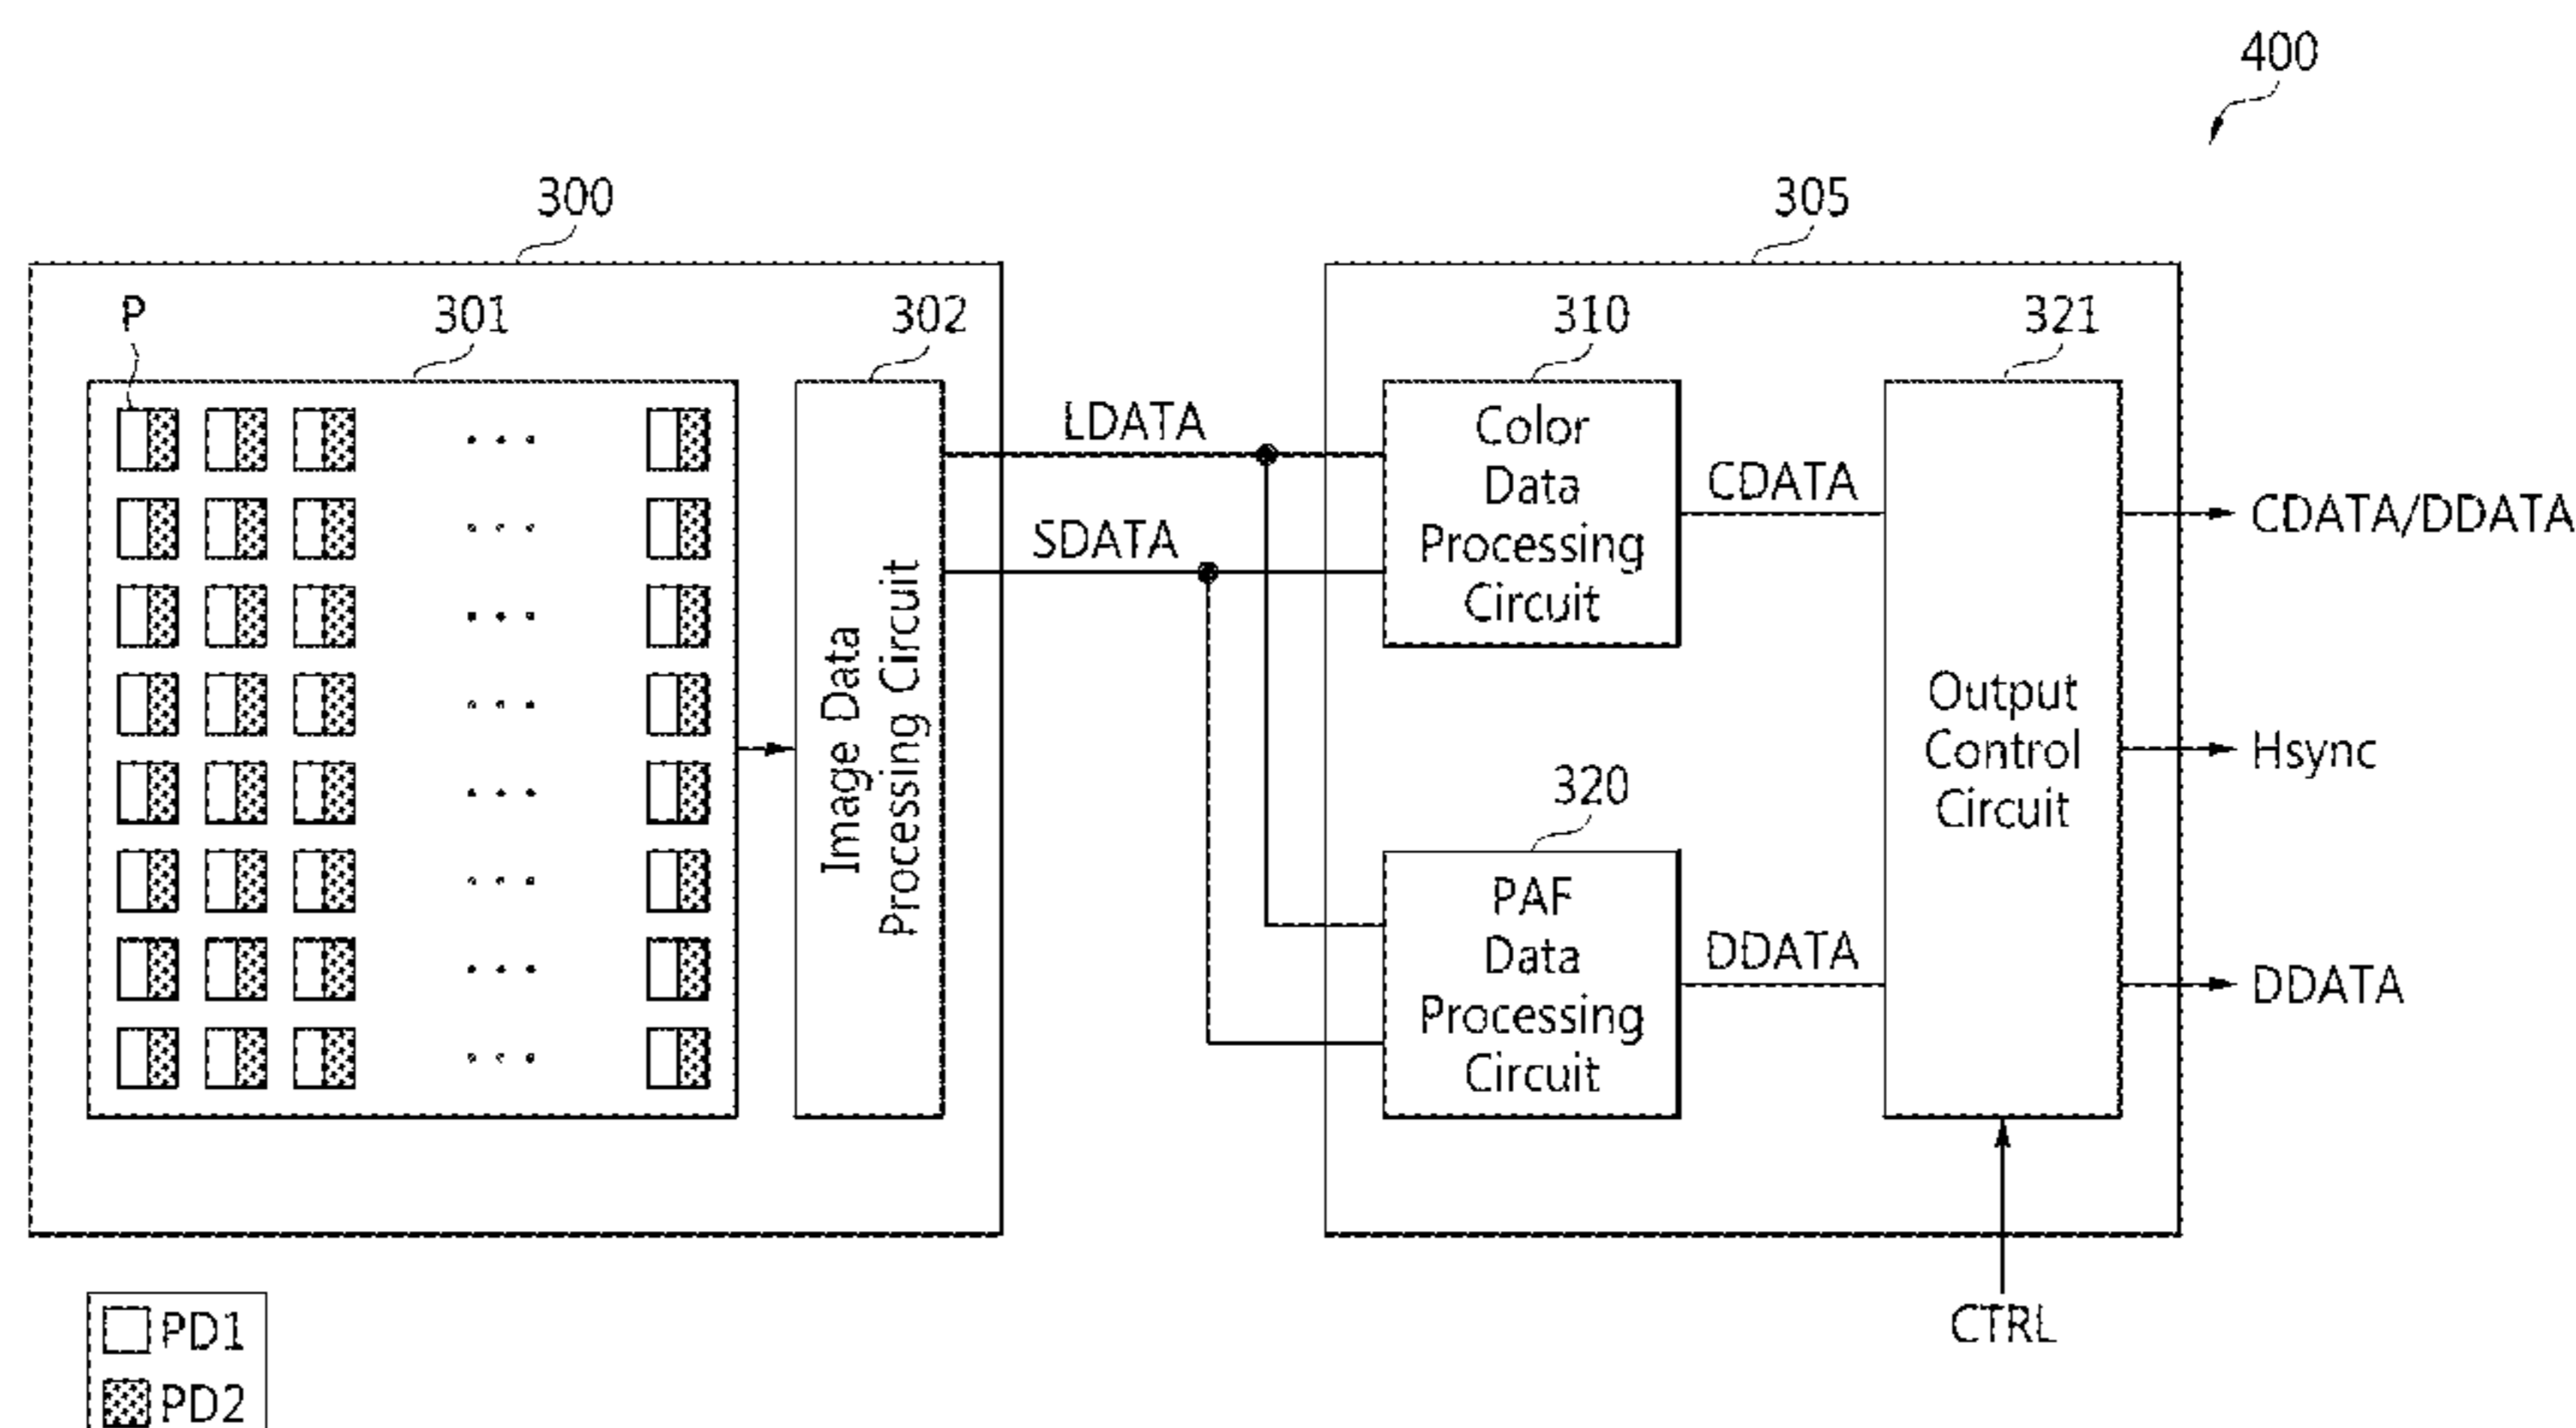 400
300
305
P
301
302
310
321
LDATA
SDATA
Image Data
Processing Circuit
Color
Data
Processing
Circuit
CDATA
CDATA/DDATA
Output
Control
Circuit
Hsync
320
PAF
Data
Processing
Circuit
DDATA
DDATA
CTRL
PD1
PD2